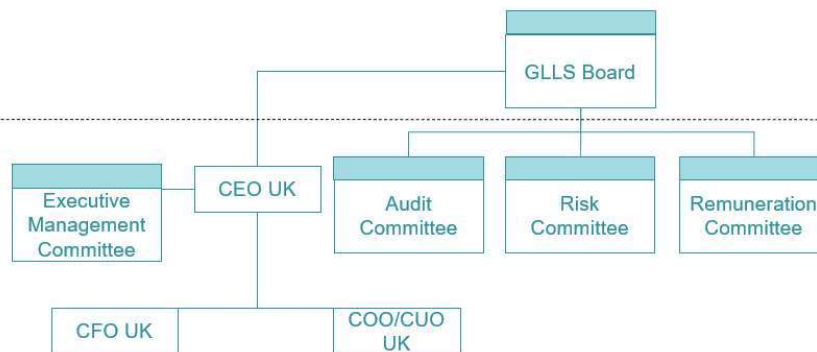 GLLS Board
CEO UK
Executive
Management
Committee
Audit
Committee
Risk
Committee
Remuneration
Committee
CFO UK
COO/CUO
UK